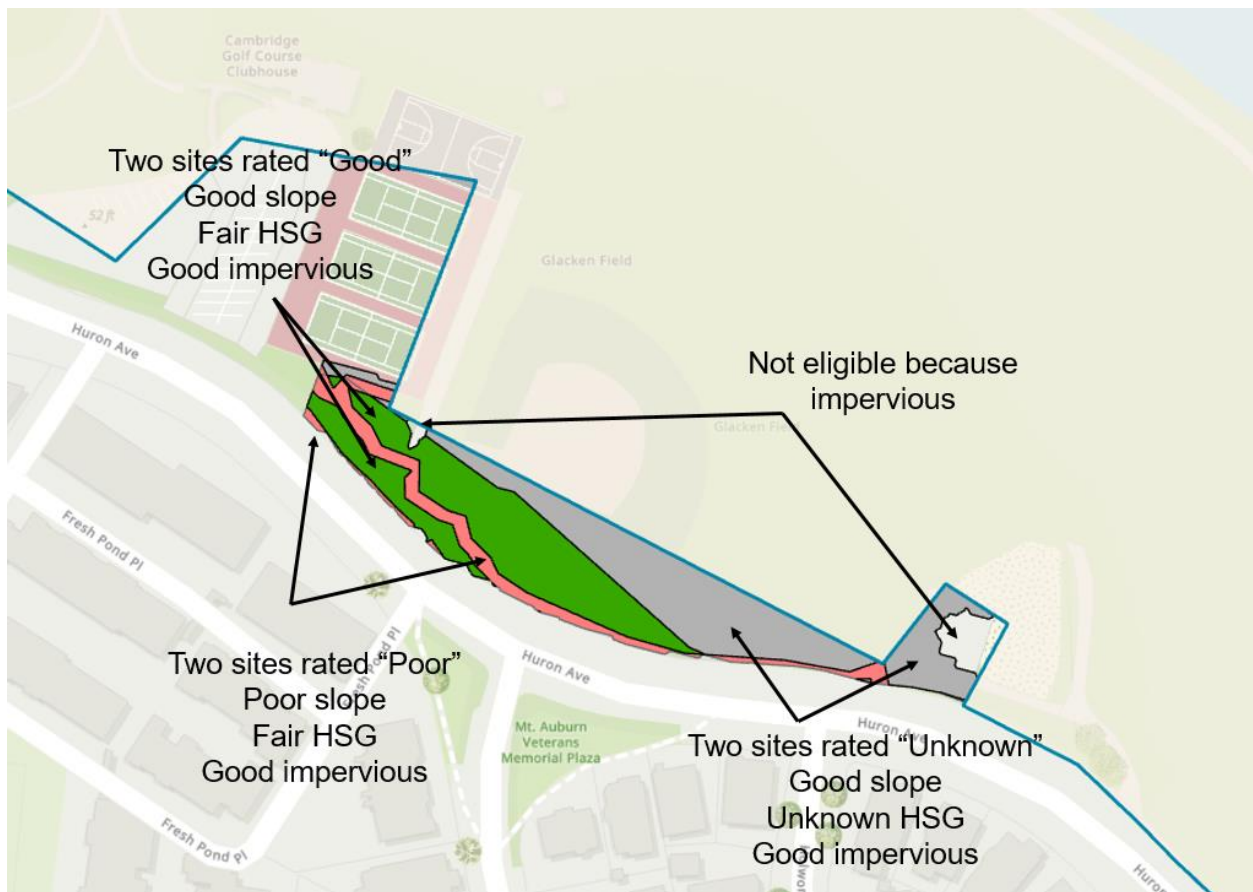 Cambridge
Golf Course
Clubhouse
Two sites rated “Good”
Good slope
Fair HSG
Good impervious
52 ft
Glacken Field
Huron Ave
Not eligible because
impervious
Glacken Field
Fresh Pond Pl
Fresh Pond Pl
Huron Ave
Two sites rated “Poor”
Poor slope
Fair HSG
Good impervious
Mt. Auburn
Veterans
Memorial Plaza
Huron Ave
Two sites rated “Unknown”
Good slope
Unknown HSG
Good impervious
Fresh Pond Pl
Huron